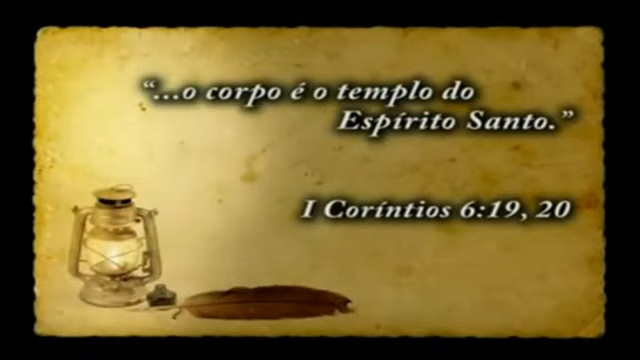 “...o corpo é o templo do
Espírito Santo.”
I Coríntios 6:19, 20